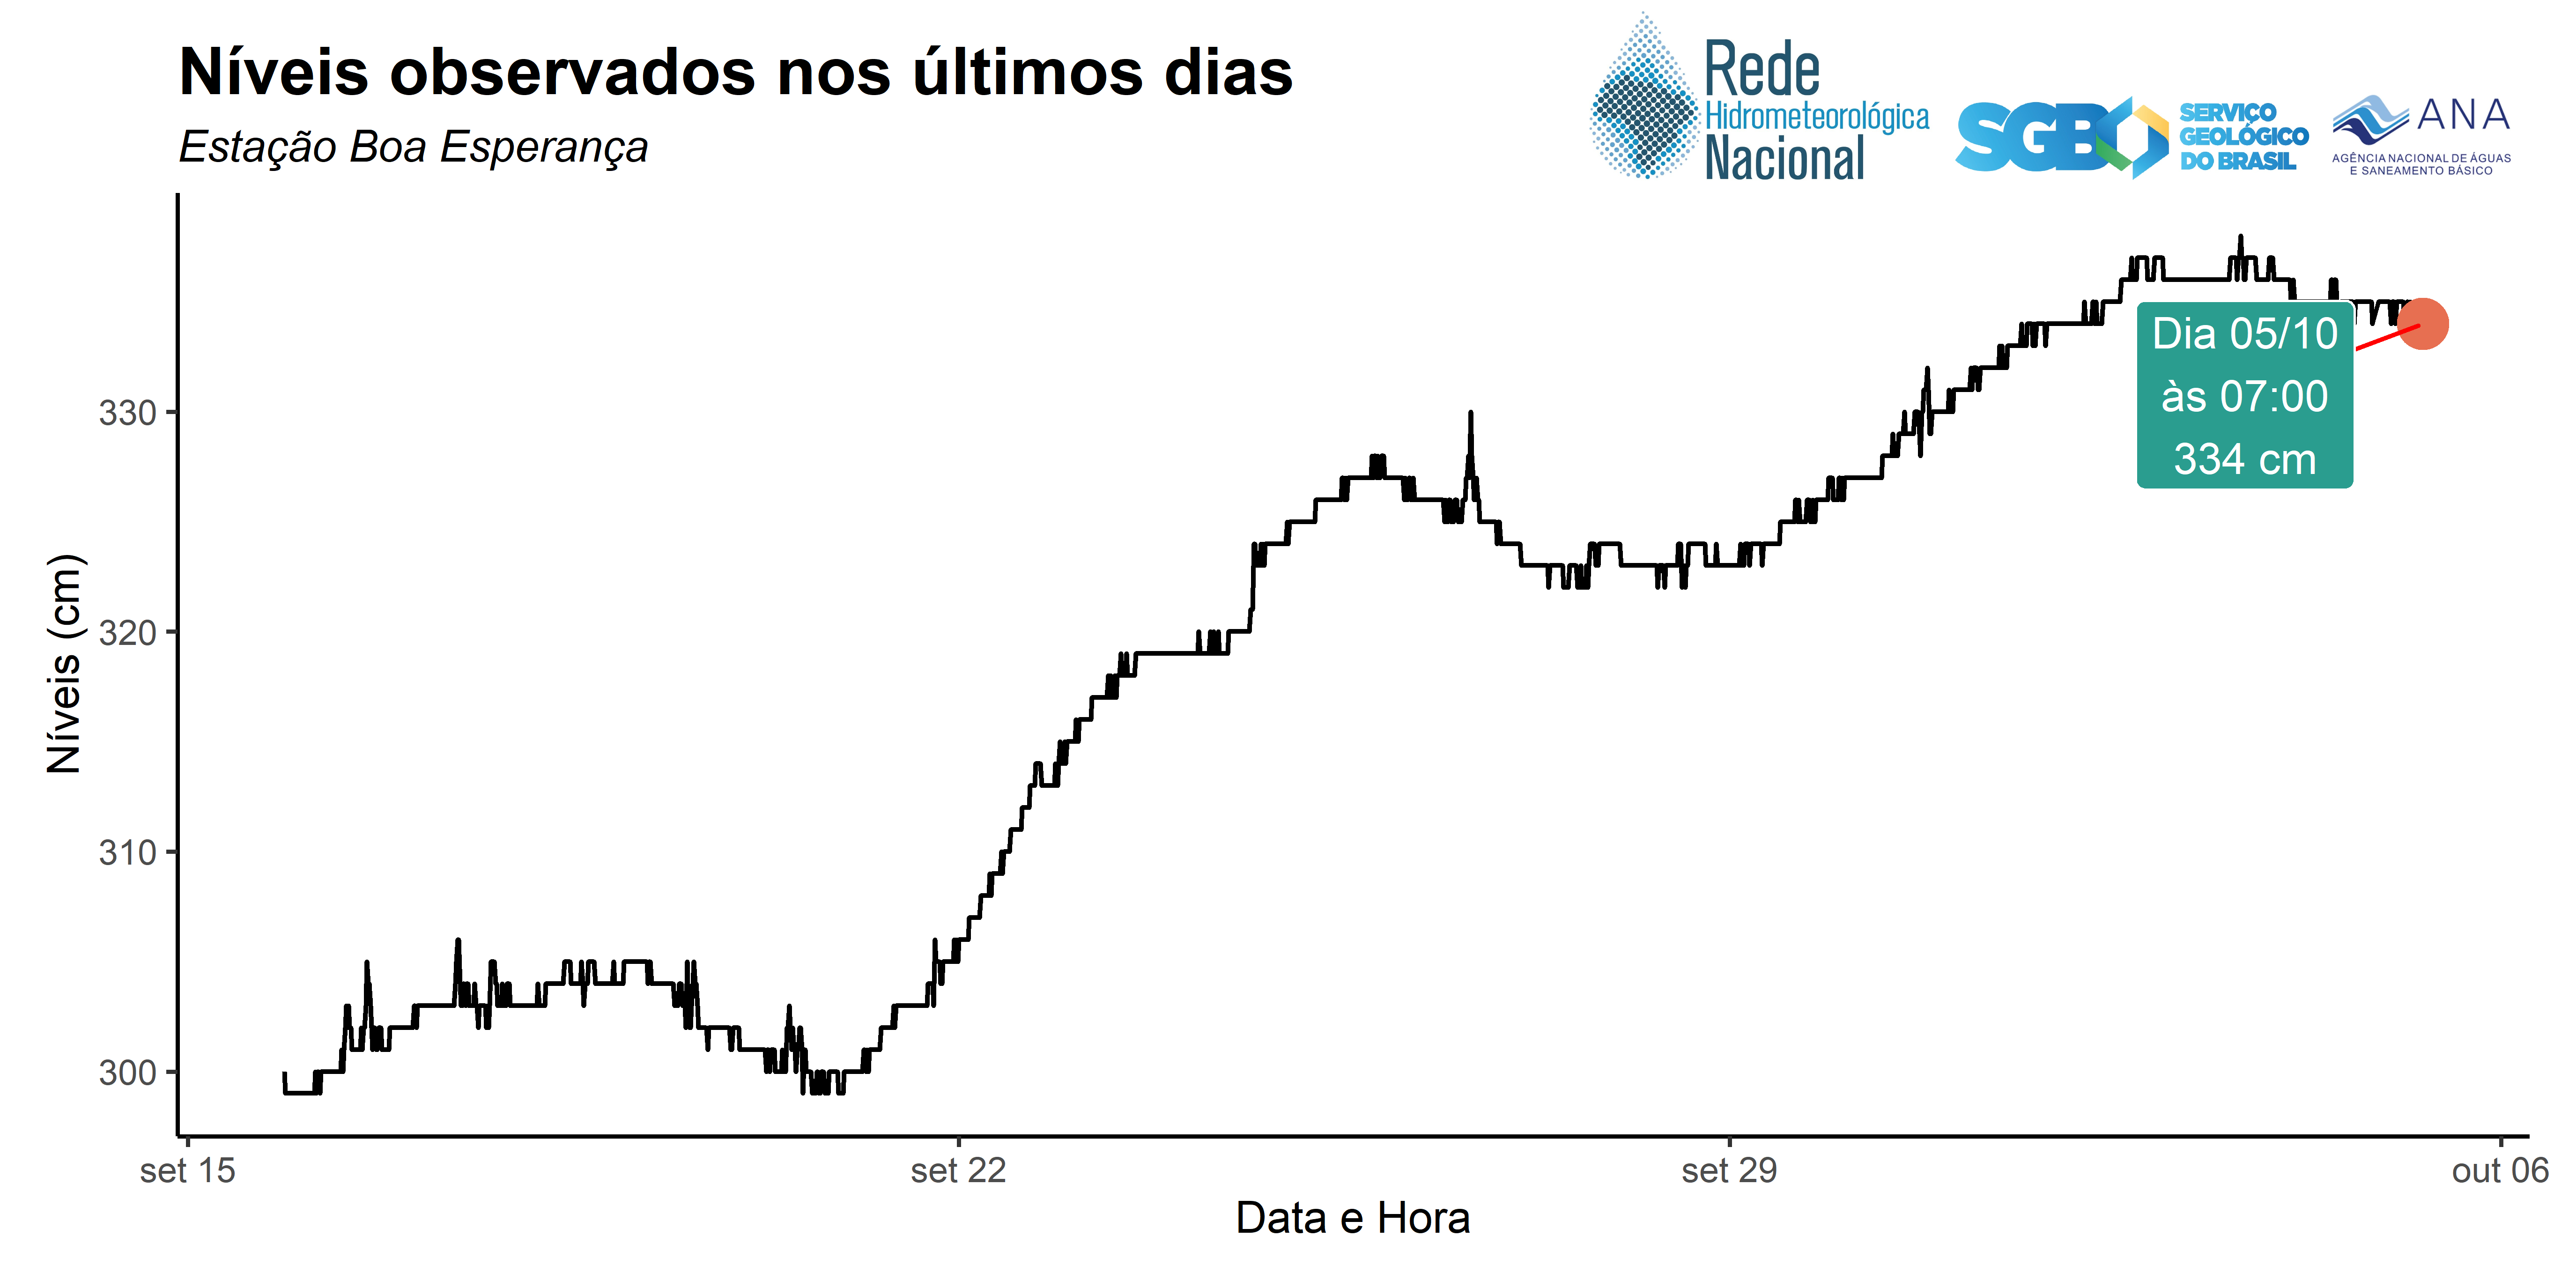 Níveis observados nos últimos dias
Estação Boa Esperança
Rede
Hidrometeorológica
Nacional
SGB
SERVIÇO
GEOLÓGICO
DO BRASIL
ANA
AGÊNCIA NACIONAL DE ÁGUAS
E SANEAMENTO BÁSICO
Níveis (cm)
330
320
310
300
Dia 05/10
às 07:00
334 cm
set 15
set 22
set 29
out 06
Data e Hora